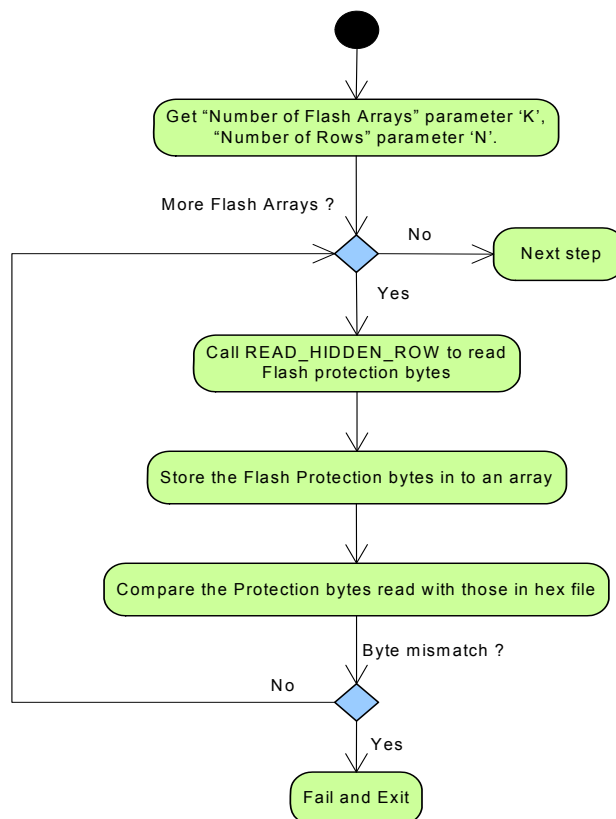 Get “Number of Flash Arrays” parameter ‘K’,
“Number of Rows” parameter ‘N’.
More Flash Arrays ?
No
Next step
Yes
Call READ_HIDDEN_ROW to read
Flash protection bytes
Store the Flash Protection bytes in to an array
Compare the Protection bytes read with those in hex file
Byte mismatch ?
No
Yes
Fail and Exit